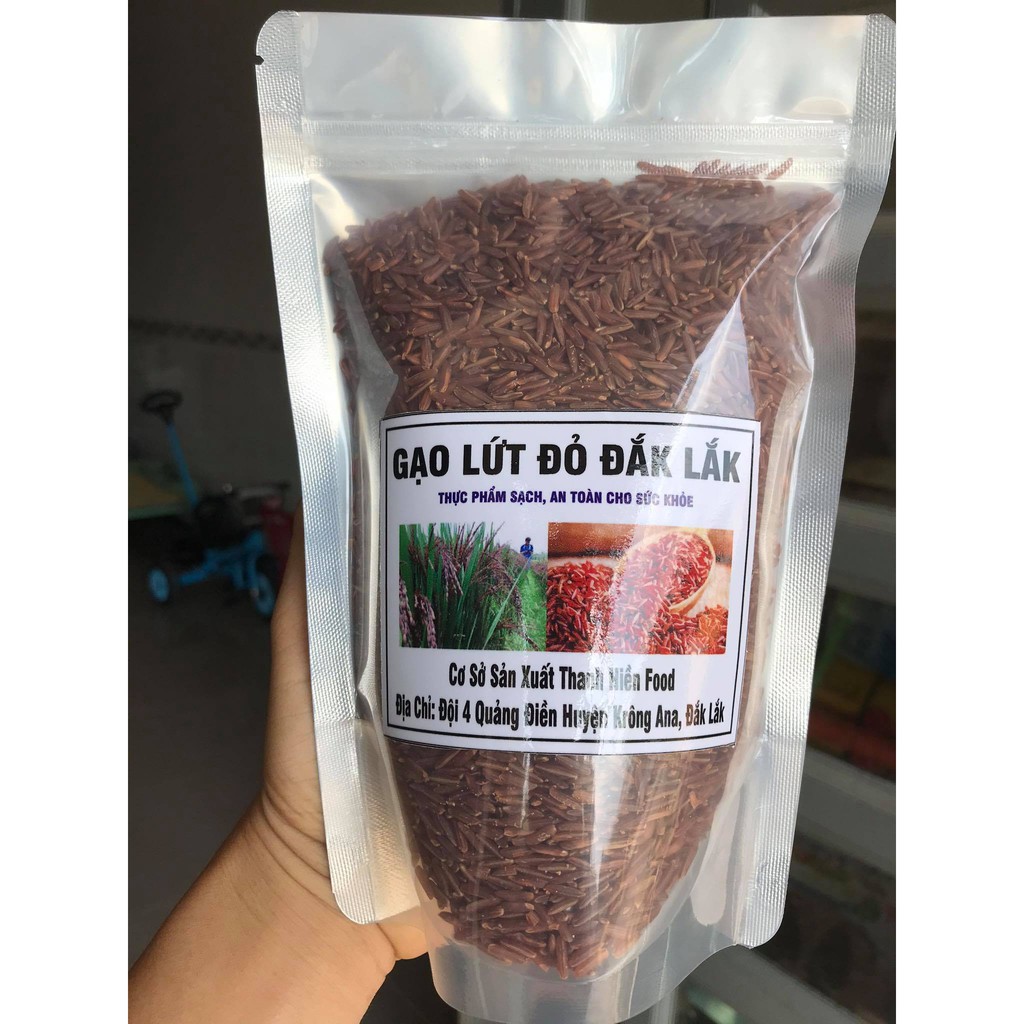 GẠO LỨT ĐỎ ĐẮK LẮK
THỰC PHẨM SẠCH, AN TOÀN CHO SỨC KHỎE
Cơ Sở Sản Xuất Thanh Hiền Food
Địa Chỉ: Đội 4 Quảng Điền Huyện Krông Ana, Đắk Lắk